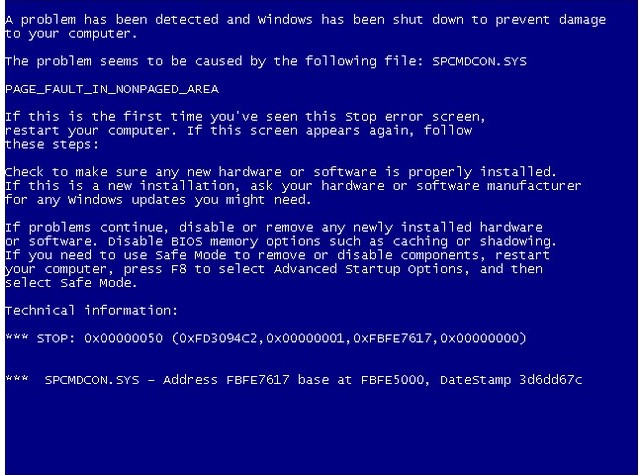 A problem has been detected and Windows has been shut down to prevent damage
to your computer.
The problem seems to be caused by the following file: SPCMDCON.SYS
PAGE_FAULT_IN_NONPAGED_AREA
If this is the first time you've seen this Stop error screen,
restart your computer. If this screen appears again, follow
these steps:
Check to make sure any new hardware or software is properly installed.
If this is a new installation, ask your hardware or software manufacturer
for any Windows updates you might need.
If problems continue, disable or remove any newly installed hardware
or software. Disable BIOS memory options such as caching or shadowing.
If you need to use Safe Mode to remove or disable components, restart
your computer, press F8 to select Advanced Startup Options, and then
select Safe Mode.
Technical information:
*** STOP: 0x00000050 (0xFD3094C2,0x00000001,0xFBFE7617,0x00000000)
*** SPCMDCON.SYS - Address FBFE7617 base at FBFE5000, DateStamp 3d6dd67c